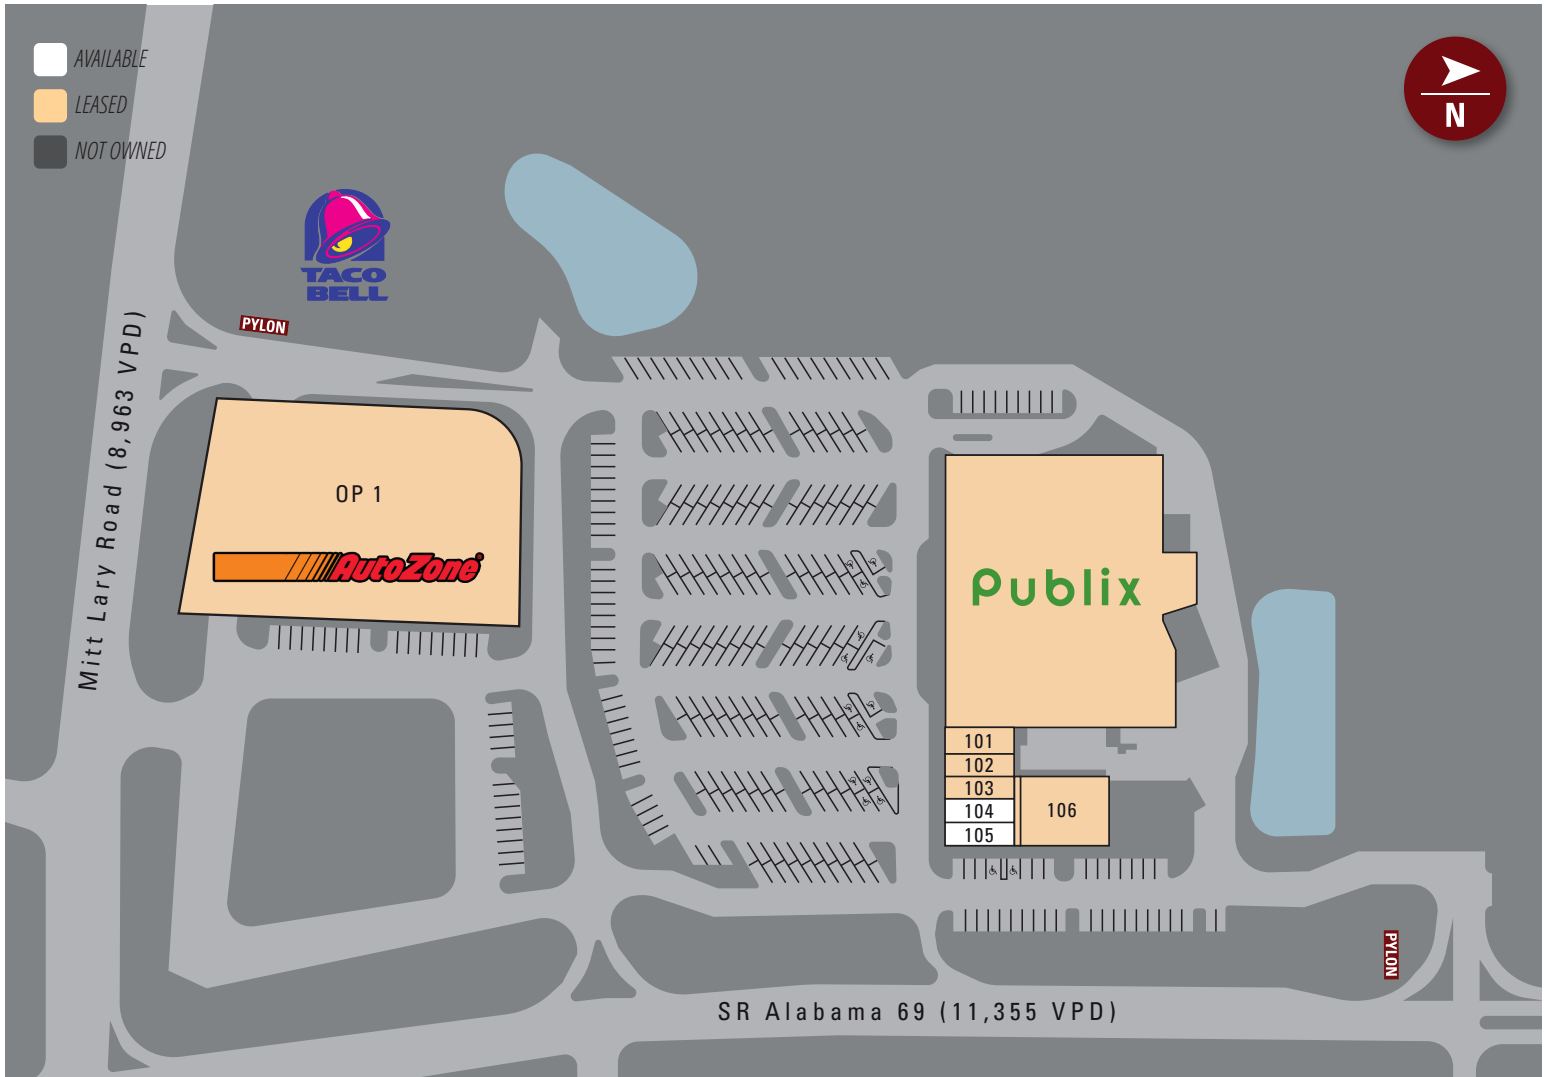 AVAILABLE
LEASED
NOT OWNED
N
TACO
BELL
PYLON
Mitt Lary Road (8,963 VPD)
OP 1
AutoZone
Publix
101
102
103
104
105
106
PYLON
SR Alabama 69 (11,355 VPD)